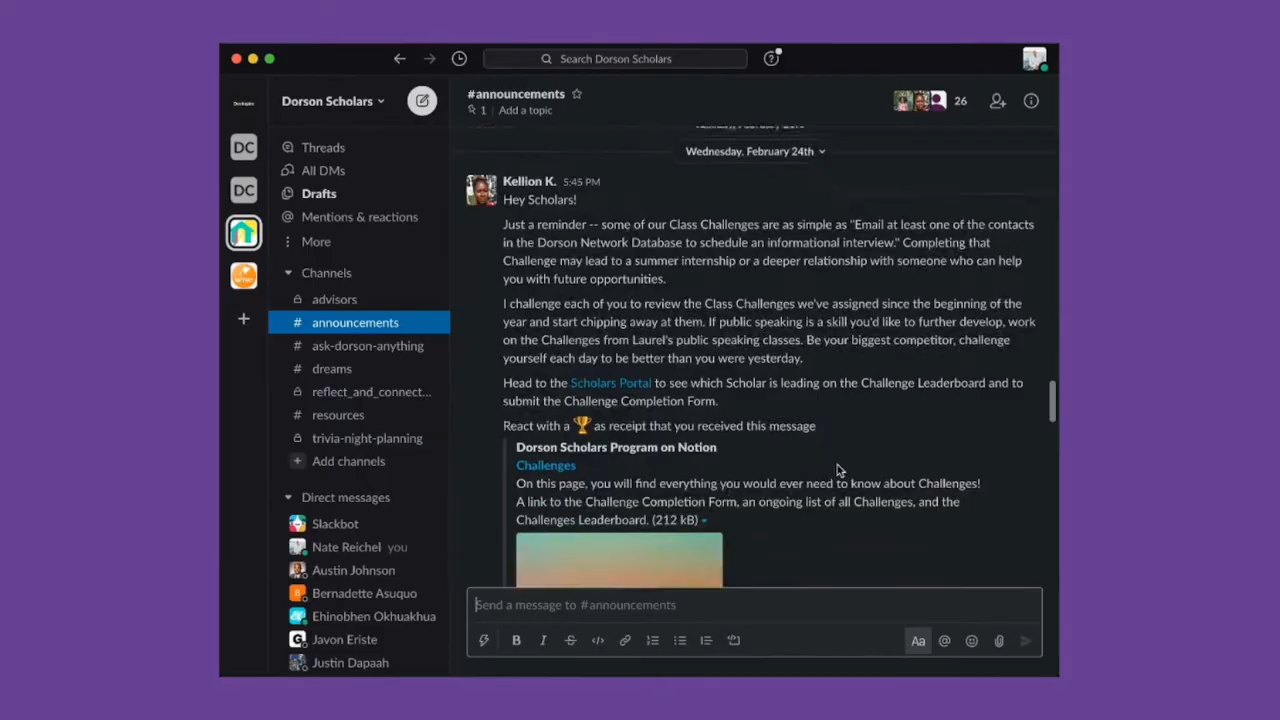 Search Dorson Scholars
Dorson Scholars
#announcements
1 Add a topic
26
DC
DC
Threads
All DMs
Drafts
Mentions & reactions
More
Channels
advisors
# announcements
# ask-dorson-anything
# dreams
reflect_and_connect...
# resources
trivia-night-planning
+ Add channels
Direct messages
Slackbot
Nate Reichel you
Austin Johnson
Bernadette Asuquo
Ehinobhen Okhuakhua
Javon Eriste
Justin Dapaah
Wednesday, February 24th
Kellion K. 5:45 PM
Hey Scholars!
Just a reminder -- some of our Class Challenges are as simple as "Email at least one of the contacts
in the Dorson Network Database to schedule an informational interview." Completing that
Challenge may lead to a summer internship or a deeper relationship with someone who can help
you with future opportunities.
I challenge each of you to review the Class Challenges we've assigned since the beginning of the
year and start chipping away at them. If public speaking is a skill you'd like to further develop, work
on the Challenges from Laurel's public speaking classes. Be your biggest competitor, challenge
yourself each day to be better than you were yesterday.
Head to the Scholars Portal to see which Scholar is leading on the Challenge Leaderboard and to
submit the Challenge Completion Form.
React with a 🏆 as receipt that you received this message
Dorson Scholars Program on Notion
Challenges
On this page, you will find everything you would ever need to know about Challenges!
A link to the Challenge Completion Form, an ongoing list of all Challenges, and the
Challenges Leaderboard. (212 kB)
Send a message to #announcements
B I S </> Aa @